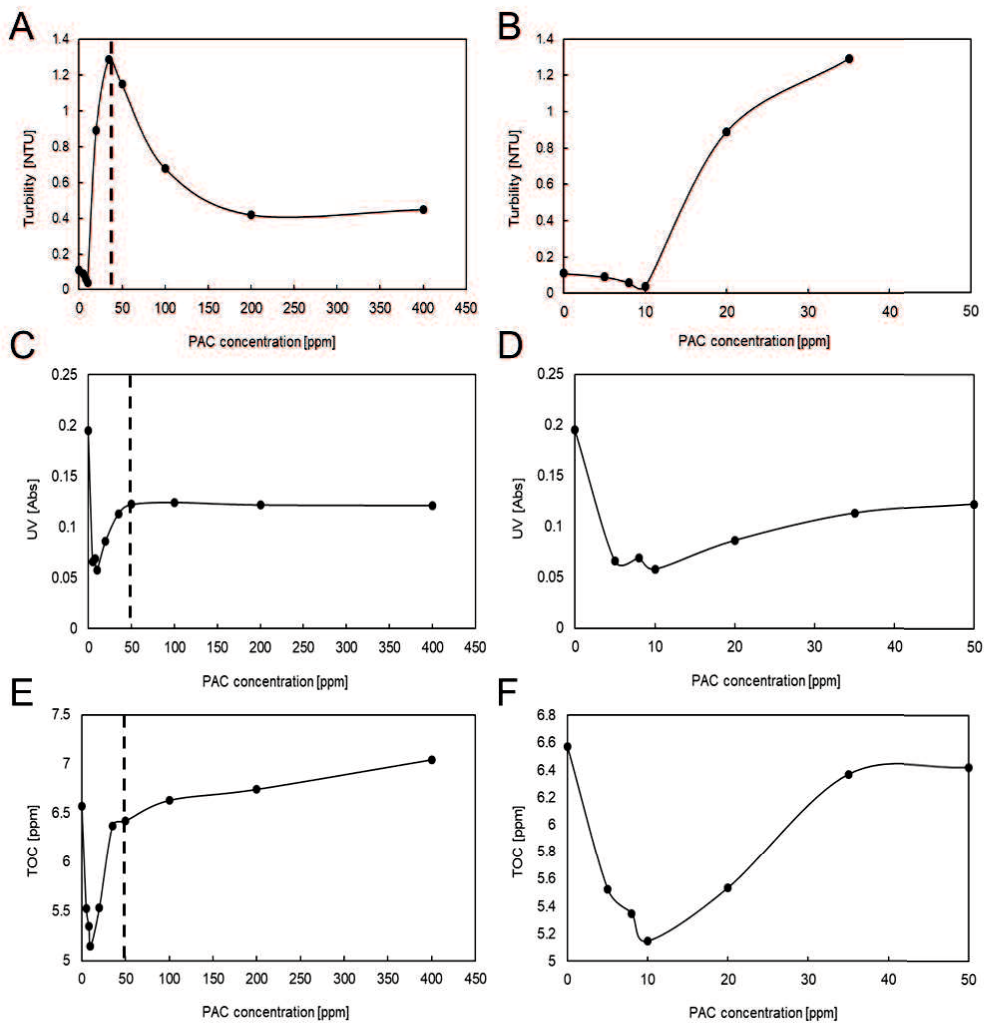 A
Turbility [NTU]
1.4
1.2
1
0.8
0.6
0.4
0.2
0
0 50 100 150 200 250 300 350 400 450
PAC concentration [ppm]
B
Turbility [NTU]
1.4
1.2
1
0.8
0.6
0.4
0.2
0
0 10 20 30 40 50
PAC concentration [ppm]
C
UV [Abs]
0.25
0.2
0.15
0.1
0.05
0
0 50 100 150 200 250 300 350 400 450
PAC concentration [ppm]
D
UV [Abs]
0.25
0.2
0.15
0.1
0.05
0
0 10 20 30 40 50
PAC concentration [ppm]
E
TOC [ppm]
7.5
7
6.5
6
5.5
5
0 50 100 150 200 250 300 350 400 450
PAC concentration [ppm]
F
TOC [ppm]
6.8
6.6
6.4
6.2
6
5.8
5.6
5.4
5.2
5
0 10 20 30 40 50
PAC concentration [ppm]